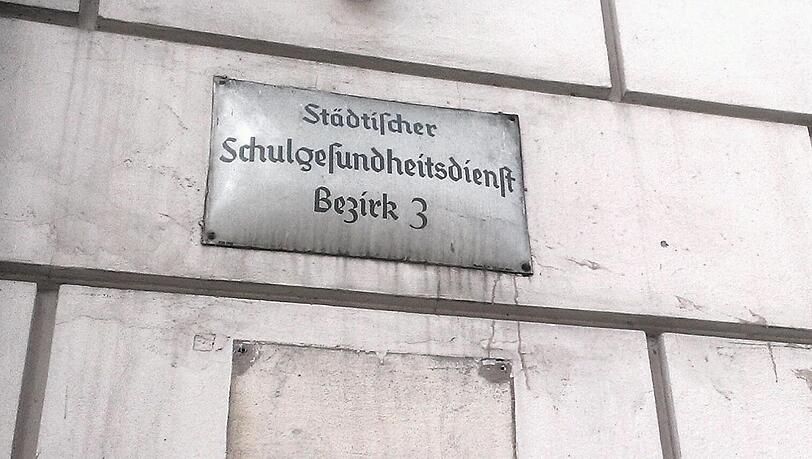 Städtiſcher
Schulgeſundheitsdienſt
Bezirk 3